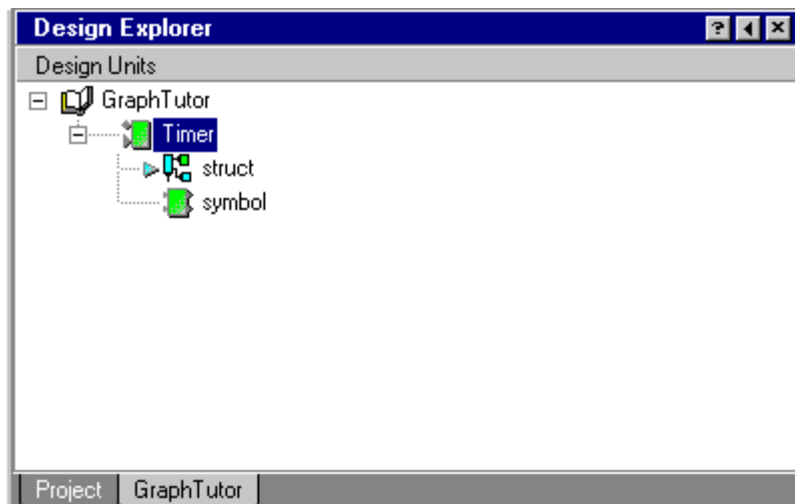 Design Explorer
Design Units
GraphTutor
Timer
struct
symbol
Project GraphTutor